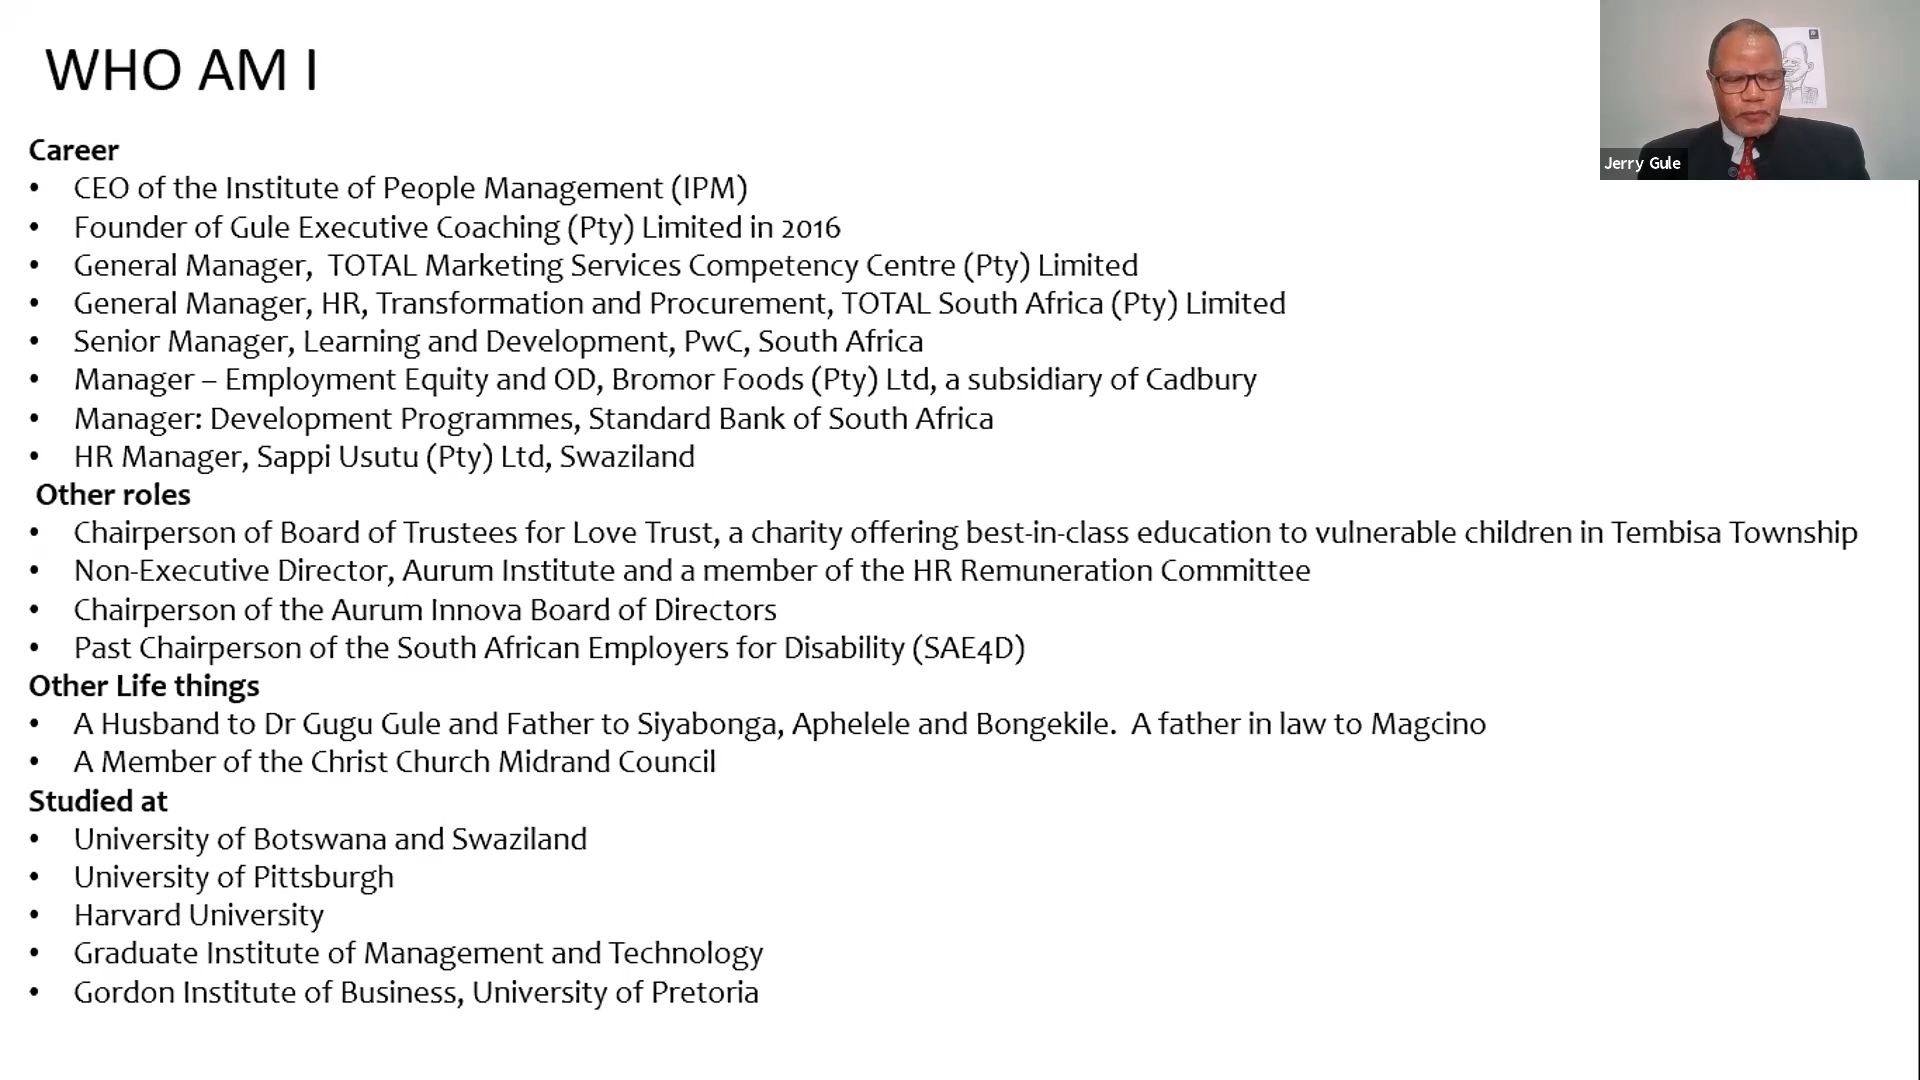 WHO AM I
Jerry Gule
Career
• CEO of the Institute of People Management (IPM)
• Founder of Gule Executive Coaching (Pty) Limited in 2016
• General Manager,  TOTAL Marketing Services Competency Centre (Pty) Limited
• General Manager, HR, Transformation and Procurement, TOTAL South Africa (Pty) Limited
• Senior Manager, Learning and Development, PwC, South Africa
• Manager – Employment Equity and OD, Bromor Foods (Pty) Ltd, a subsidiary of Cadbury
• Manager: Development Programmes, Standard Bank of South Africa
• HR Manager, Sappi Usutu (Pty) Ltd, Swaziland
Other roles
• Chairperson of Board of Trustees for Love Trust, a charity offering best-in-class education to vulnerable children in Tembisa Township
• Non-Executive Director, Aurum Institute and a member of the HR Remuneration Committee
• Chairperson of the Aurum Innova Board of Directors
• Past Chairperson of the South African Employers for Disability (SAE4D)
Other Life things
• A Husband to Dr Gugu Gule and Father to Siyabonga, Aphelele and Bongekile.  A father in law to Magcino
• A Member of the Christ Church Midrand Council
Studied at
• University of Botswana and Swaziland
• University of Pittsburgh
• Harvard University
• Graduate Institute of Management and Technology
• Gordon Institute of Business, University of Pretoria